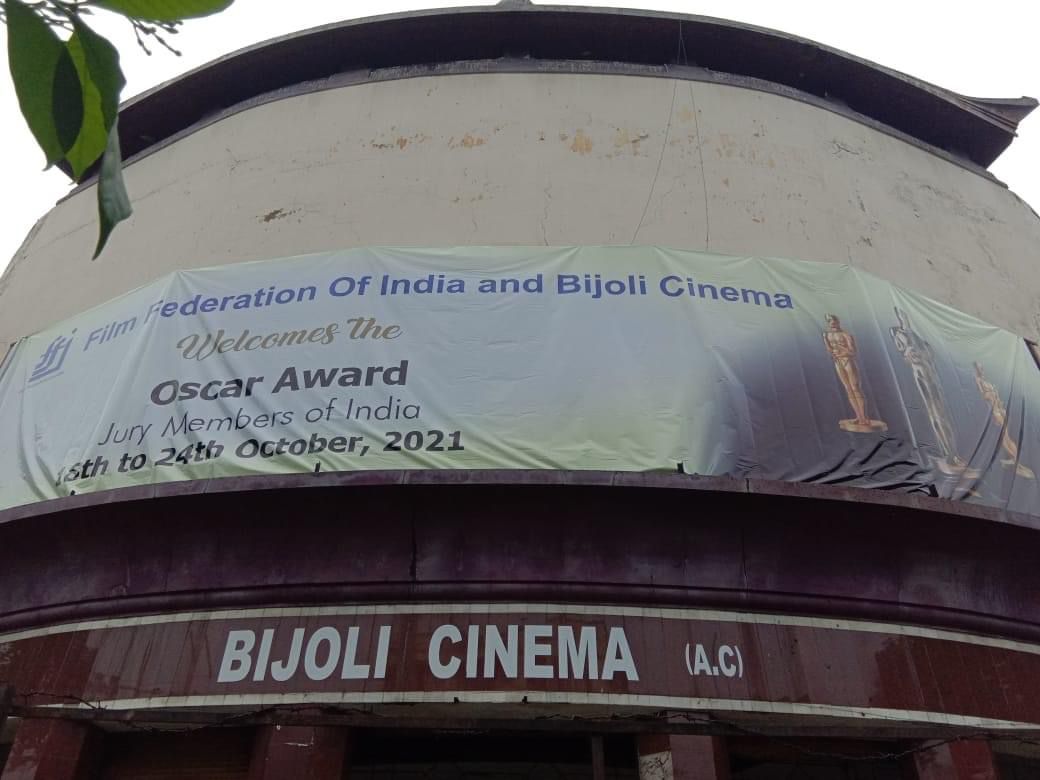 ffi
Film Federation Of India and Bijoli Cinema
Welcomes the
Oscar Award
Jury Members of India
to 24th October, 2021
BIJOLI CINEMA (A.C)